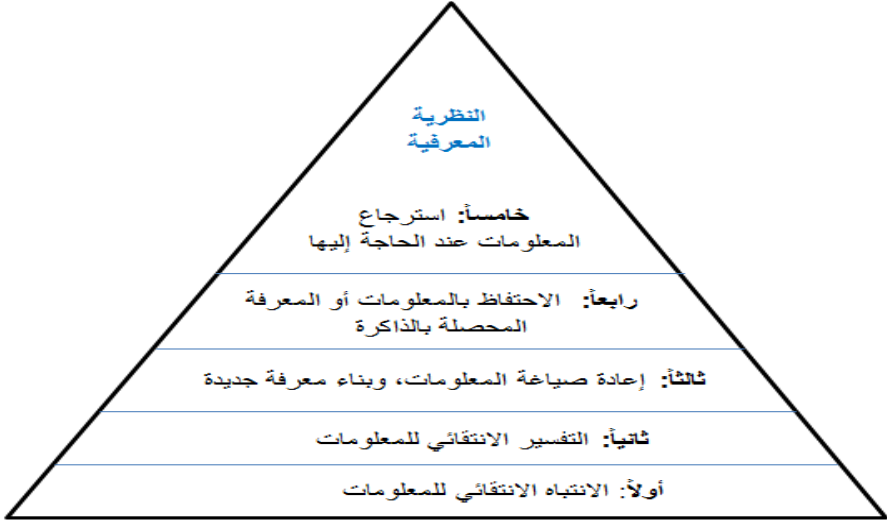 النظرية
المعرفية
خامساً: استرجاع
المعلومات عند الحاجة إليها
رابعاً: الاحتفاظ بالمعلومات أو المعرفة
المحصلة بالذاكرة
ثالثاً: إعادة صياغة المعلومات، وبناء معرفة جديدة
ثانياً: التفسير الانتقائي للمعلومات
أولاً: الانتباه الانتقائي للمعلومات